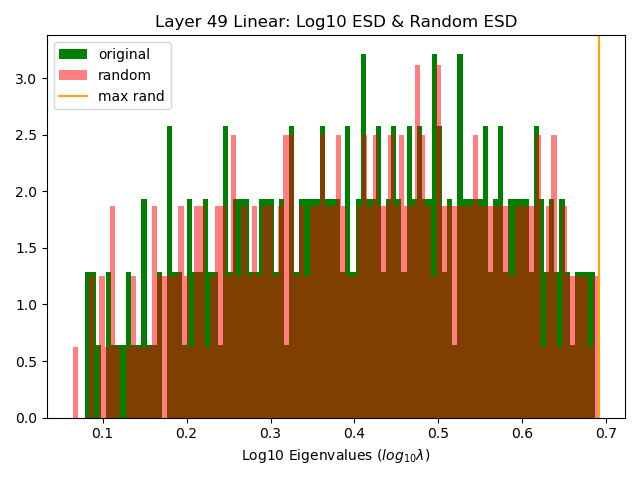 Layer 49 Linear: Log10 ESD & Random ESD
original
random
max rand
3.0
2.5
2.0
1.5
1.0
0.5
0.0
0.1 0.2 0.3 0.4 0.5 0.6 0.7
Log10 Eigenvalues (log₁₀λ)